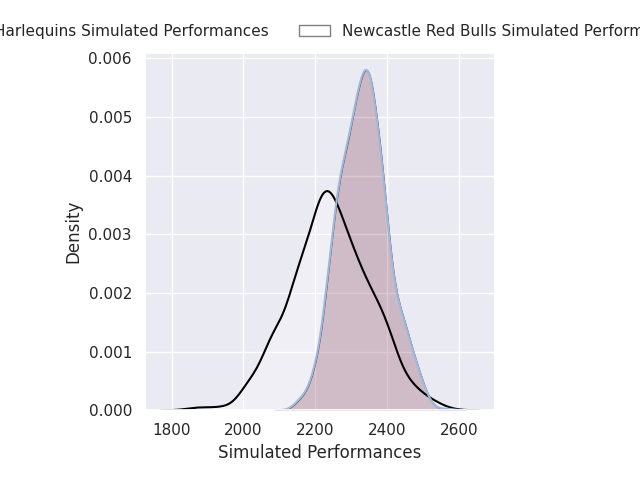 Harlequins Simulated Performances Newcastle Red Bulls Simulated
0.006
0.005
0.004
0.003
0.002
0.001
0.000
Density
1800 2000 2200 2400 2600
Simulated Performances